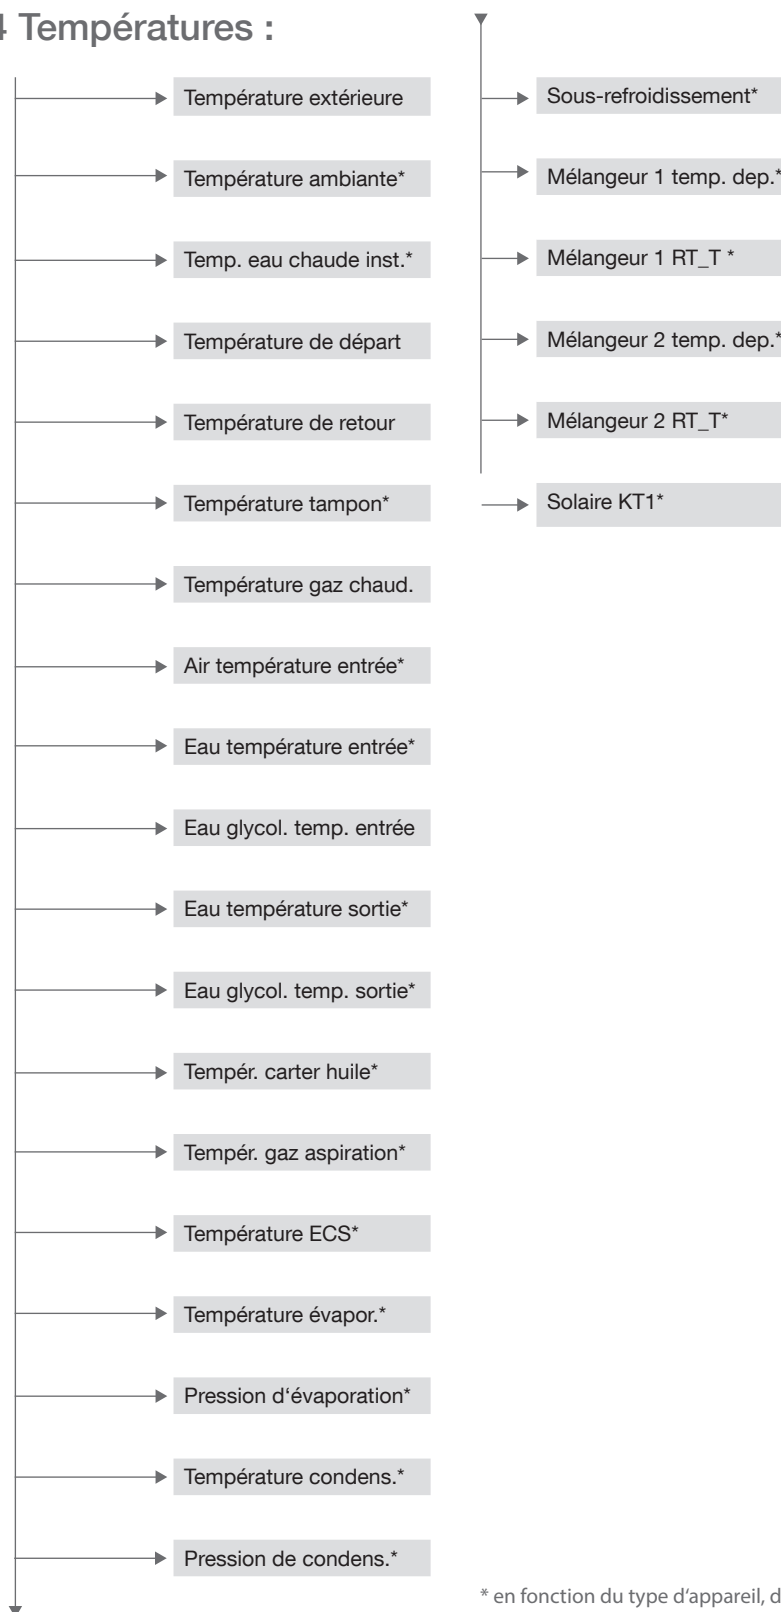 4 Températures :
Température extérieure
Température ambiante*
Temp. eau chaude inst.*
Température de départ
Température de retour
Température tampon*
Température gaz chaud.
Air température entrée*
Eau température entrée*
Eau glycol. temp. entrée
Eau température sortie*
Eau glycol. temp. sortie*
Tempér. carter huile*
Tempér. gaz aspiration*
Température ECS*
Température évapor.*
Pression d‘évaporation*
Température condens.*
Pression de condens.*
Sous-refroidissement*
Mélangeur 1 temp. dep.*
Mélangeur 1 RT_T *
Mélangeur 2 temp. dep.*
Mélangeur 2 RT_T*
Solaire KT1*
* en fonction du type d‘appareil, d